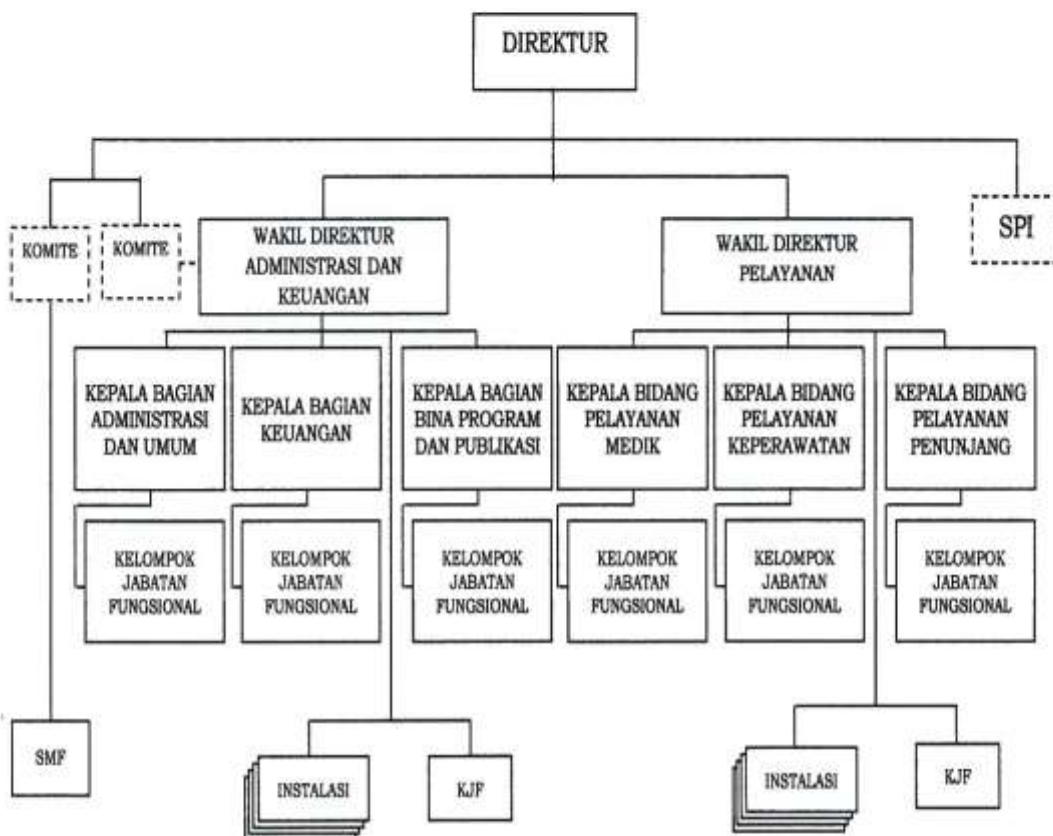 DIREKTUR
KOMITE
KOMITE
WAKIL DIREKTUR
ADMINISTRASI DAN
KEUANGAN
WAKIL DIREKTUR
PELAYANAN
SPI
KEPALA BAGIAN
ADMINISTRASI
DAN UMUM
KEPALA BAGIAN
KEUANGAN
KEPALA BAGIAN
BINA PROGRAM
DAN PUBLIKASI
KEPALA BIDANG
PELAYANAN
MEDIK
KEPALA BIDANG
PELAYANAN
KEPERAWATAN
KEPALA BIDANG
PELAYANAN
PENUNJANG
KELOMPOK
JABATAN
FUNGSIONAL
KELOMPOK
JABATAN
FUNGSIONAL
KELOMPOK
JABATAN
FUNGSIONAL
KELOMPOK
JABATAN
FUNGSIONAL
KELOMPOK
JABATAN
FUNGSIONAL
KELOMPOK
JABATAN
FUNGSIONAL
SMF
INSTALASI
KJF
INSTALASI
KJF